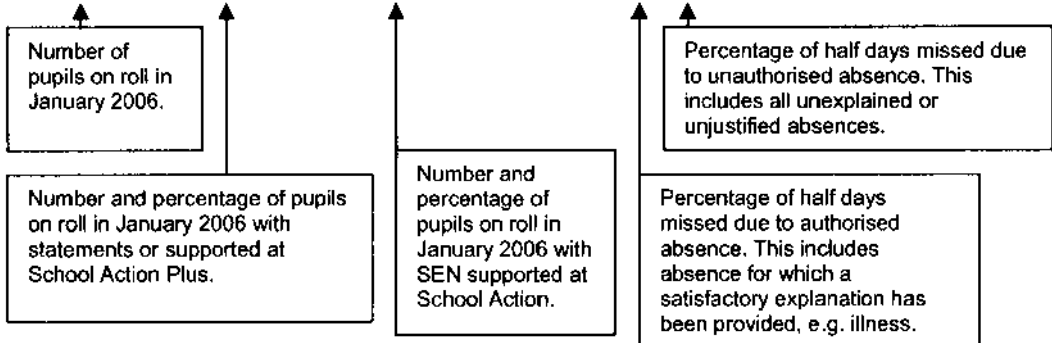 Number of
pupils on roll in
January 2006.
Percentage of half days missed due
to unauthorised absence. This
includes all unexplained or
unjustified absences.
Number and percentage of pupils
on roll in January 2006 with
statements or supported at
School Action Plus.
Number and
percentage of
pupils on roll in
January 2006 with
SEN supported at
School Action.
Percentage of half days
missed due to authorised
absence. This includes
absence for which a
satisfactory explanation has
been provided, e.g. illness.